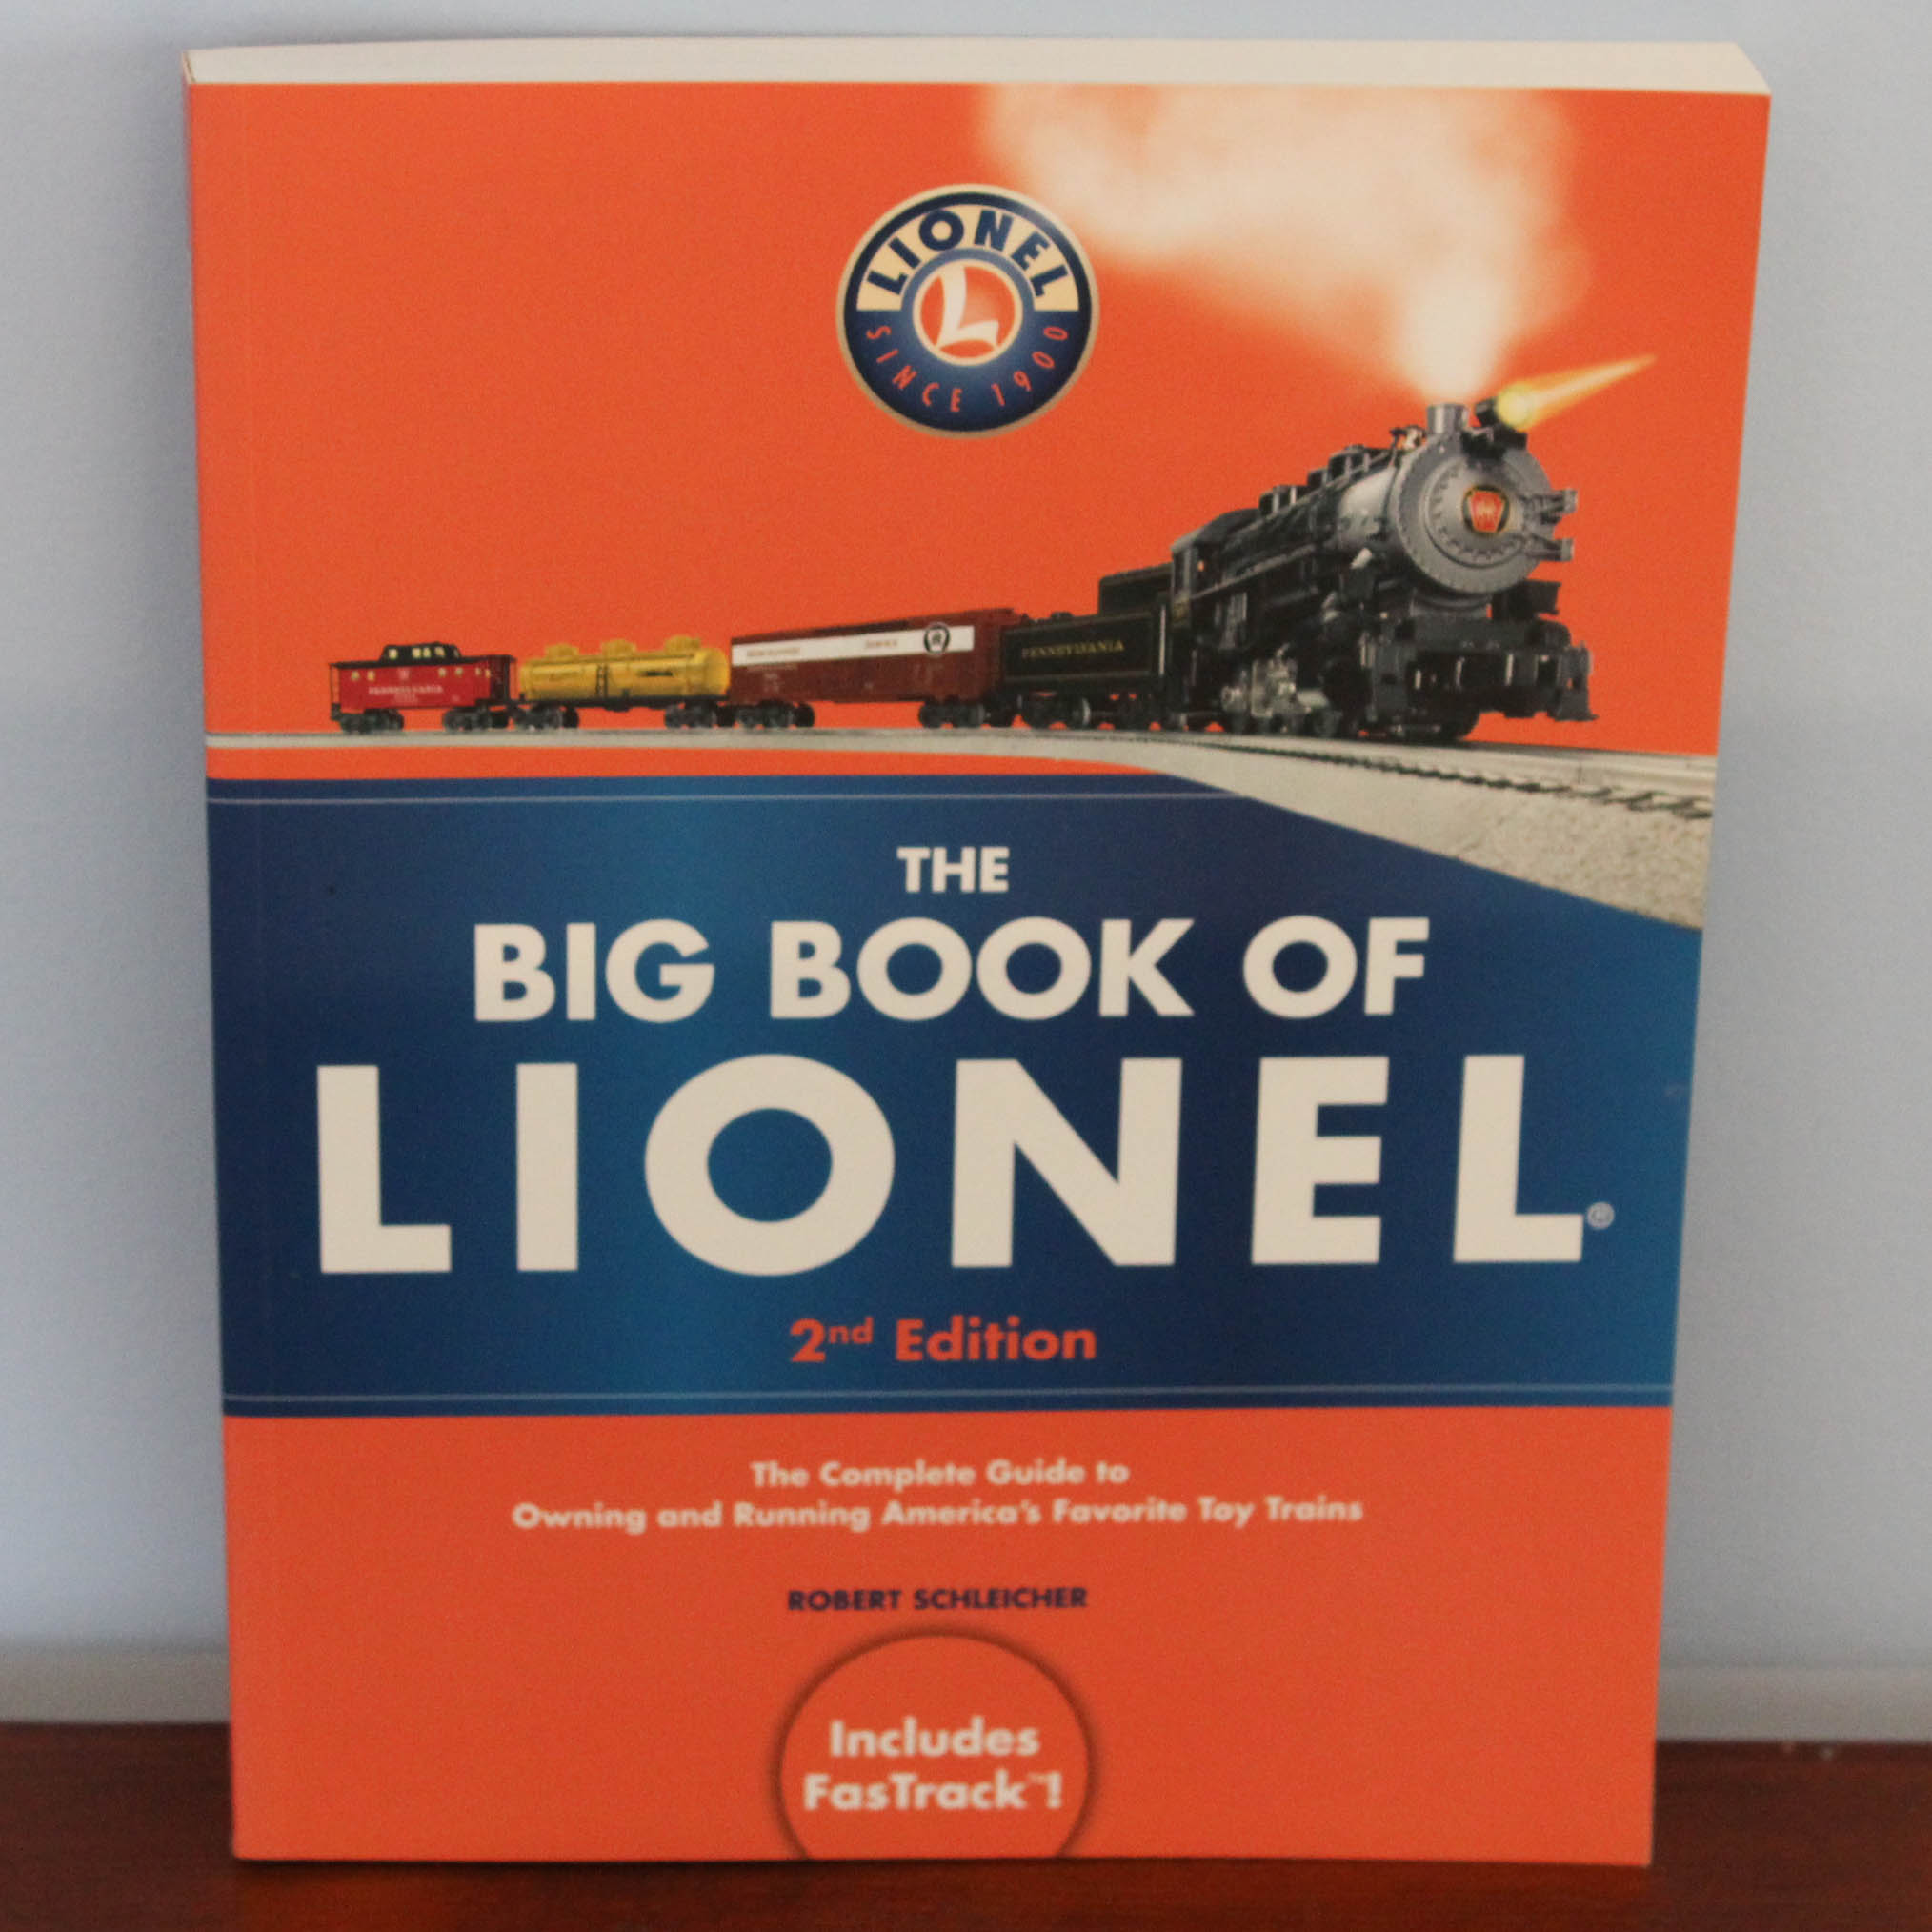 LIONEL
L
SINCE 1900
PENNSYLVANIA
PENNSYLVANIA
THE
BIG BOOK OF
LIONEL®
2nd Edition
The Complete Guide to
Owning and Running America's Favorite Toy Trains
ROBERT SCHLEICHER
Includes
FasTrack™!